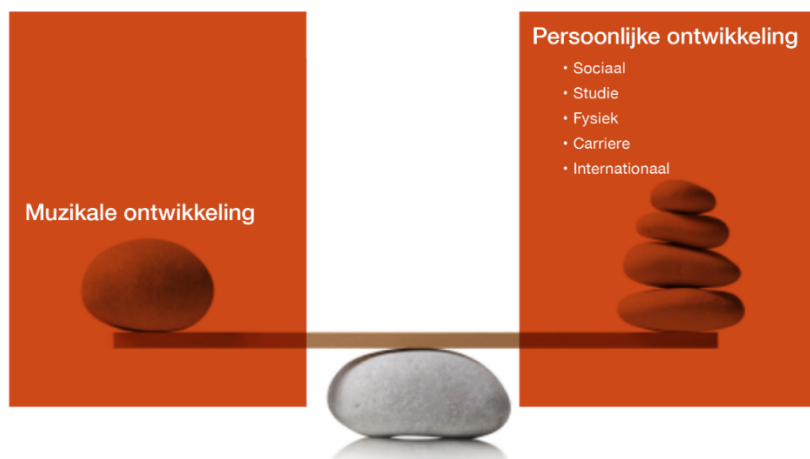 Muzikale ontwikkeling
Persoonlijke ontwikkeling
• Sociaal
• Studie
• Fysiek
• Carriere
• Internationaal